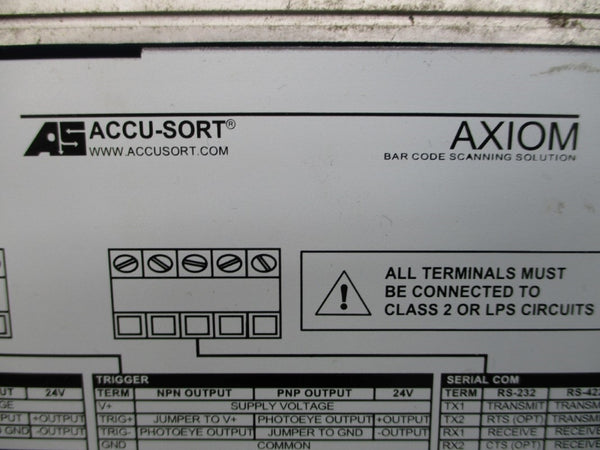 AS ACCU-SORT®
WWW.ACCUSORT.COM
AXIOM
BAR CODE SCANNING SOLUTION
ALL TERMINALS MUST
BE CONNECTED TO
CLASS 2 OR LPS CIRCUITS
!
24V
+OUTPUT
-OUTPUT
TRIGGER
TERM NPN OUTPUT PNP OUTPUT 24V
V+ SUPPLY VOLTAGE
TRIG+ JUMPER TO V+ PHOTOEYE OUTPUT +OUTPUT
TRIG- PHOTOEYE OUTPUT JUMPER TO GND -OUTPUT
GND COMMON
SERIAL COM
TERM RS-232 RS-422
TX1 TRANSMIT
TX2 RTS (OPT)
RX1 RECEIVE
RX2 CTS (OPT)